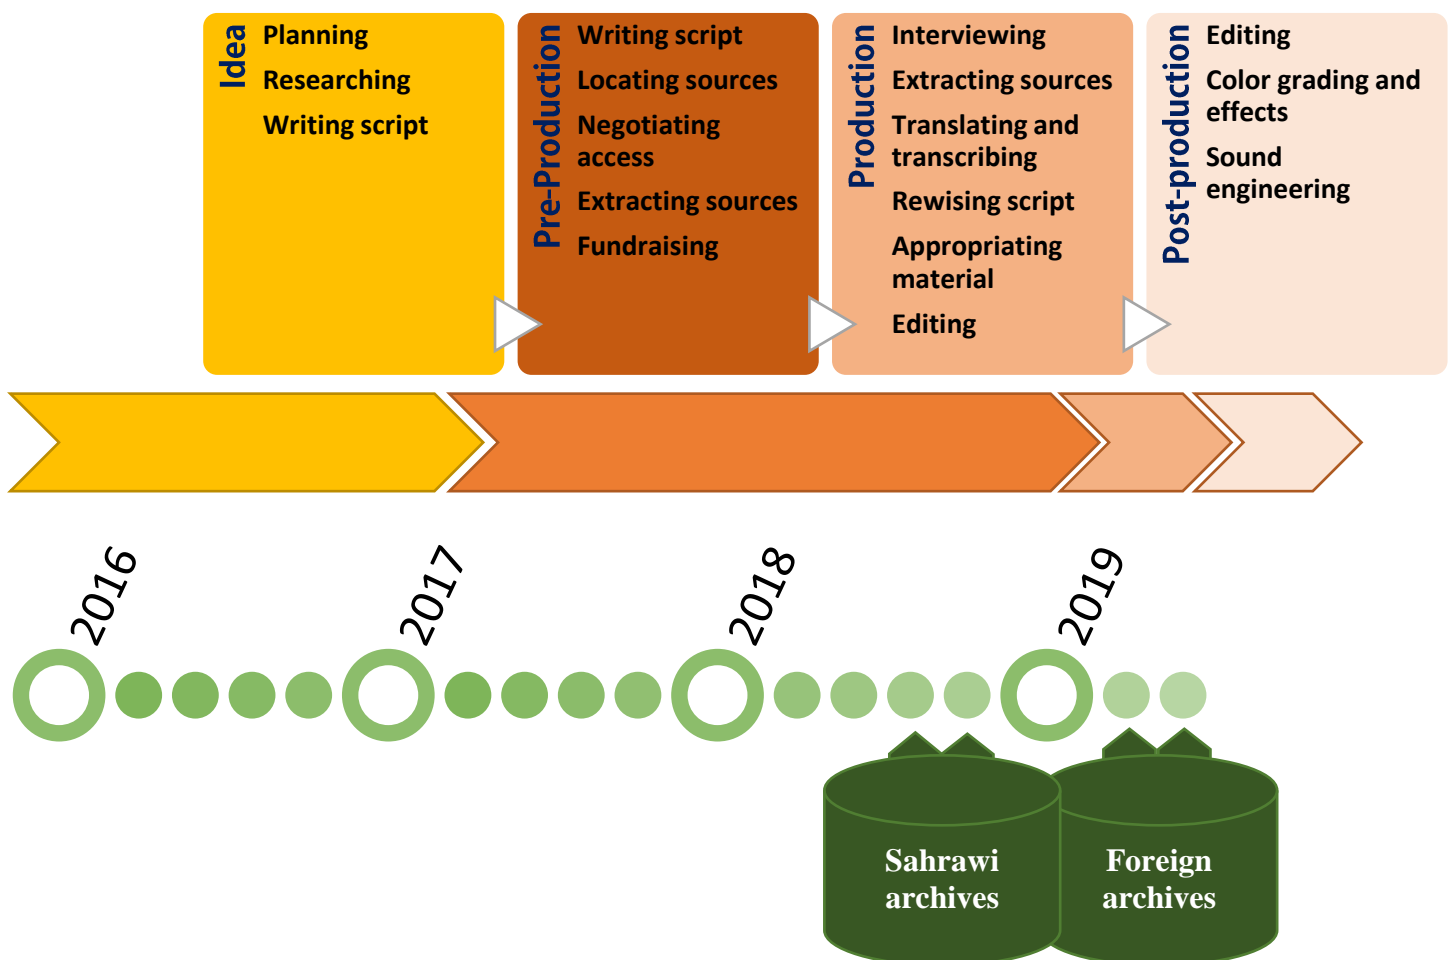 Idea
Planning
Researching
Writing script
Pre-Production
Writing script
Locating sources
Negotiating
access
Extracting sources
Fundraising
Production
Interviewing
Extracting sources
Translating and
transcribing
Rewising script
Appropriating
material
Editing
Post-production
Editing
Color grading and
effects
Sound
engineering
2016
2017
2018
2019
Sahrawi
archives
Foreign
archives